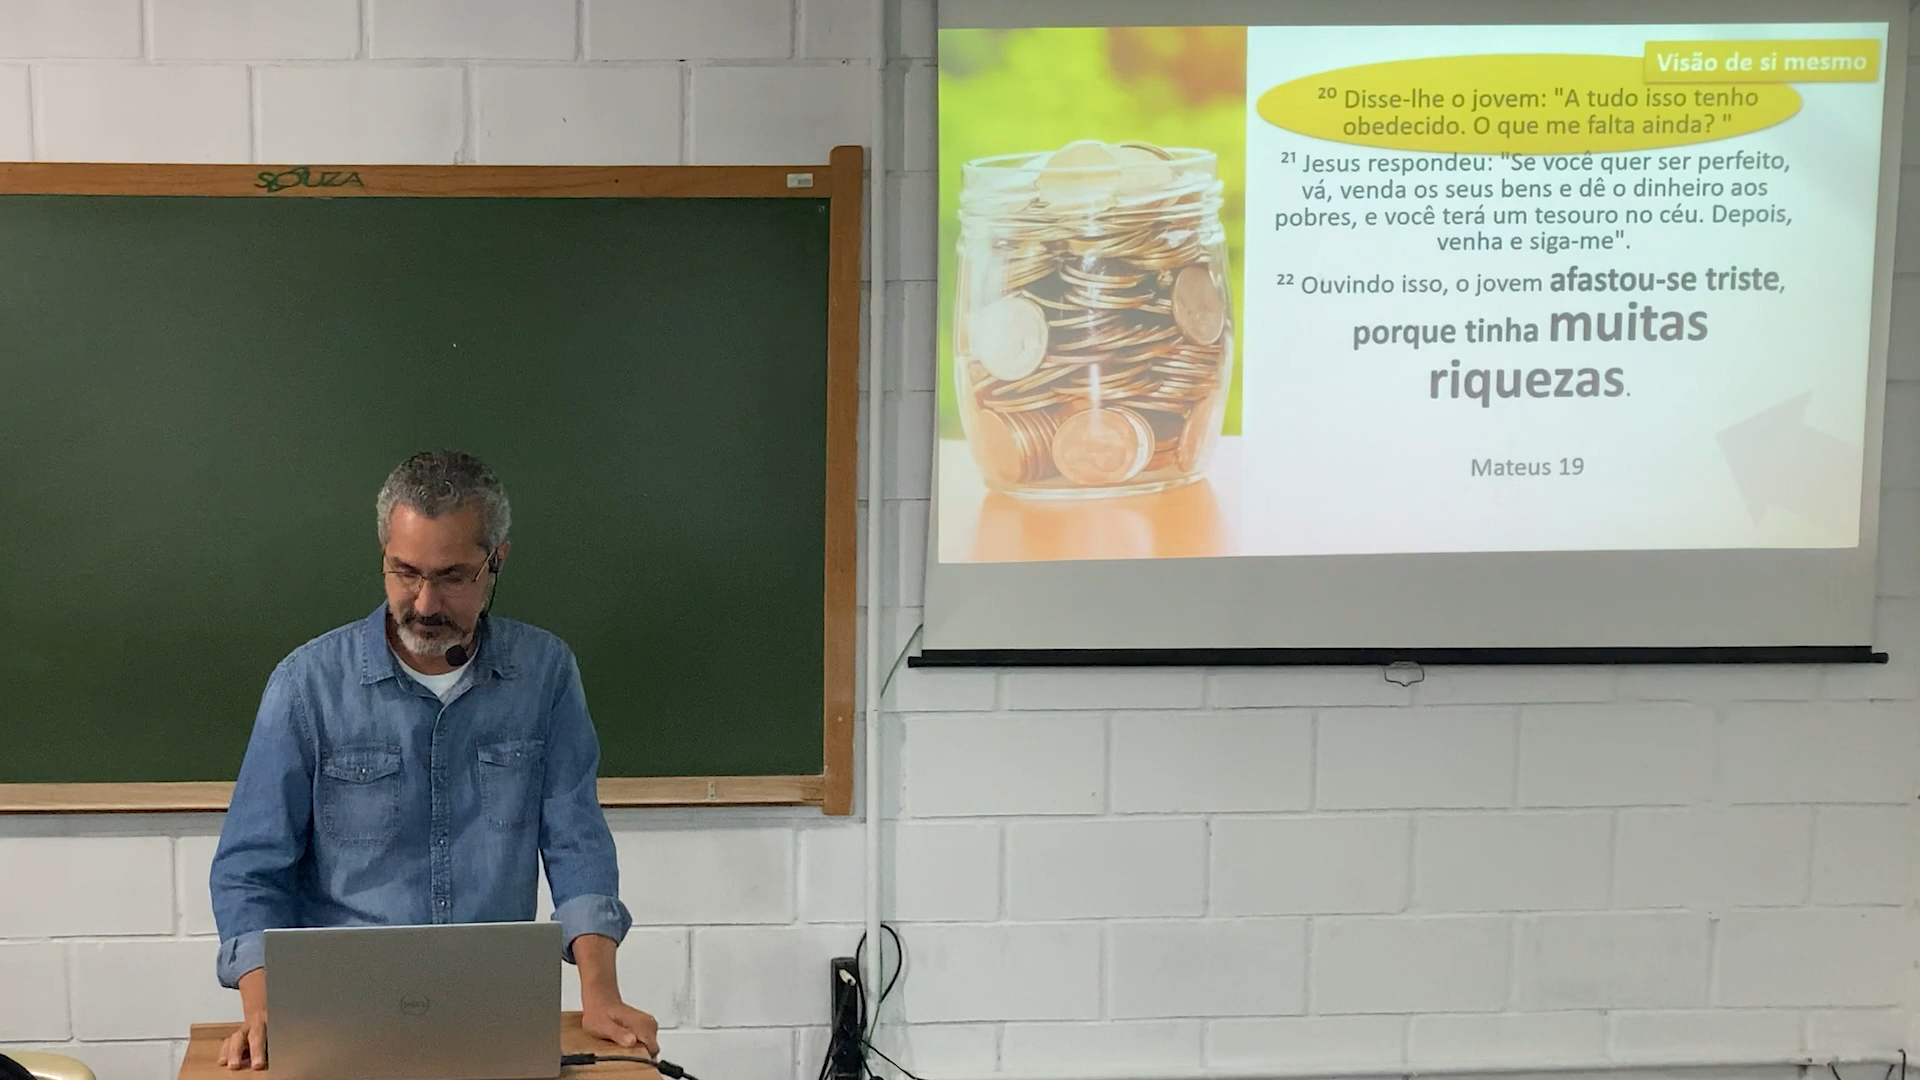 SOUZA
Visão de si mesmo
20 Disse-lhe o jovem: "A tudo isso tenho
obedecido. O que me falta ainda? "
21 Jesus respondeu: "Se você quer ser perfeito,
vá, venda os seus bens e dê o dinheiro aos
pobres, e você terá um tesouro no céu. Depois,
venha e siga-me".
22 Ouvindo isso, o jovem afastou-se triste,
porque tinha muitas
riquezas.
Mateus 19
DELL